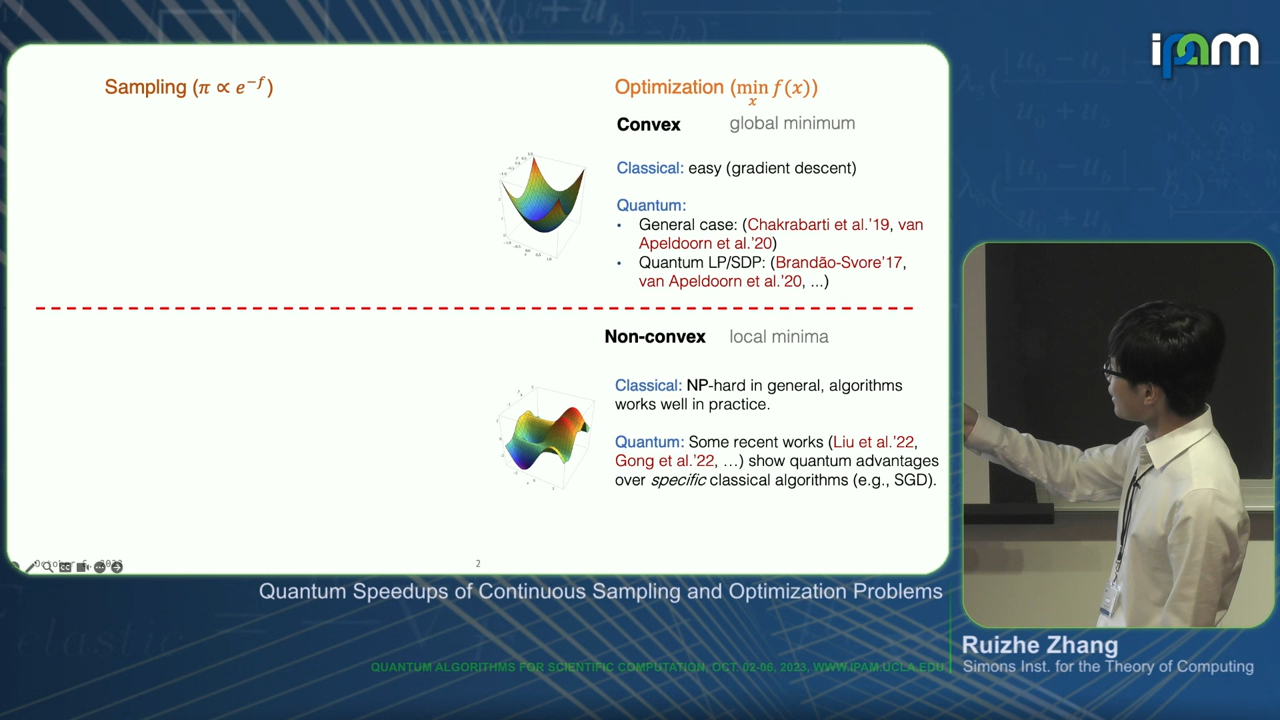 ipam
Sampling (π ∝ e^{-f})
Optimization (min_x f(x))
Convex global minimum
Classical: easy (gradient descent)
Quantum:
• General case: (Chakrabarti et al.'19, van
Apeldoorn et al.'20)
• Quantum LP/SDP: (Brandão-Svore'17,
van Apeldoorn et al.'20, ...)
Non-convex local minima
Classical: NP-hard in general, algorithms
works well in practice.
Quantum: Some recent works (Liu et al.'22,
Gong et al.'22, …) show quantum advantages
over specific classical algorithms (e.g., SGD).
2
Quantum Speedups of Continuous Sampling and Optimization Problems
Ruizhe Zhang
Simons Inst. for the Theory of Computing
QUANTUM ALGORITHMS FOR SCIENTIFIC COMPUTATION, OCT. 02-06, 2023, WWW.IPAM.UCLA.EDU